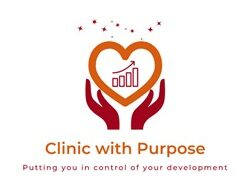 Clinic with Purpose
Putting you in control of your development